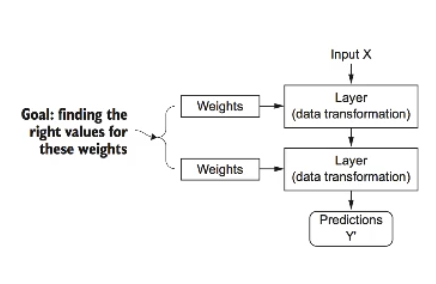 Input X
Goal: finding the
right values for
these weights
Weights
Layer
(data transformation)
Weights
Layer
(data transformation)
Predictions
Y'